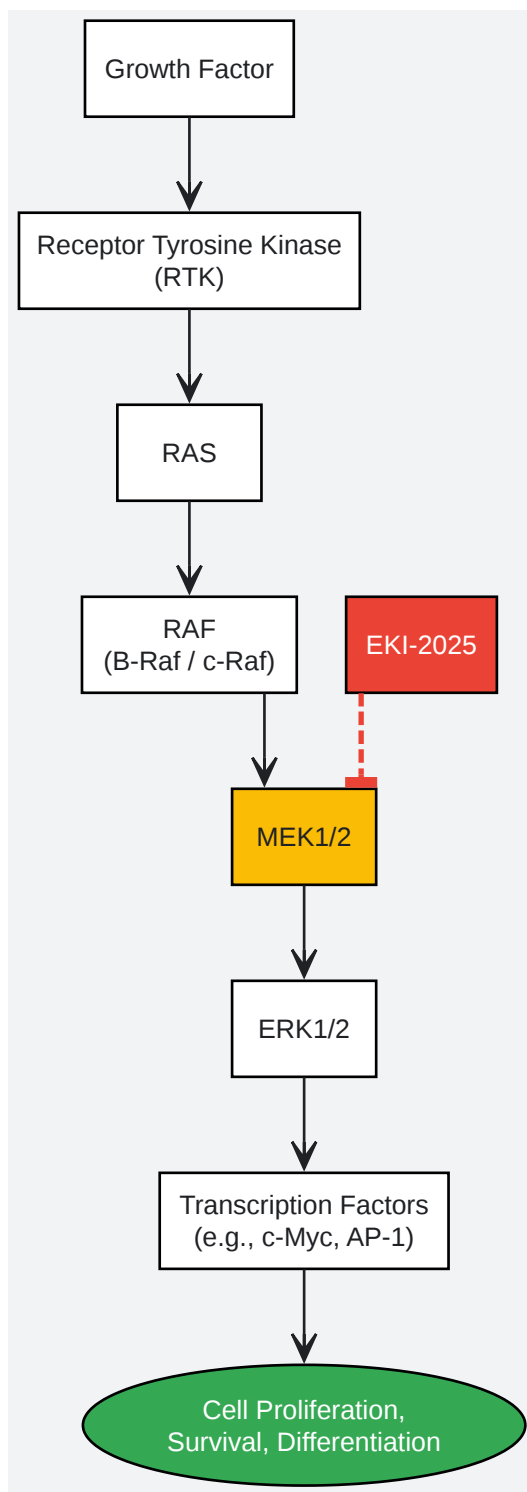 Growth Factor
Receptor Tyrosine Kinase
(RTK)
RAS
RAF
(B-Raf / c-Raf)
EKI-2025
MEK1/2
ERK1/2
Transcription Factors
(e.g., c-Myc, AP-1)
Cell Proliferation,
Survival, Differentiation